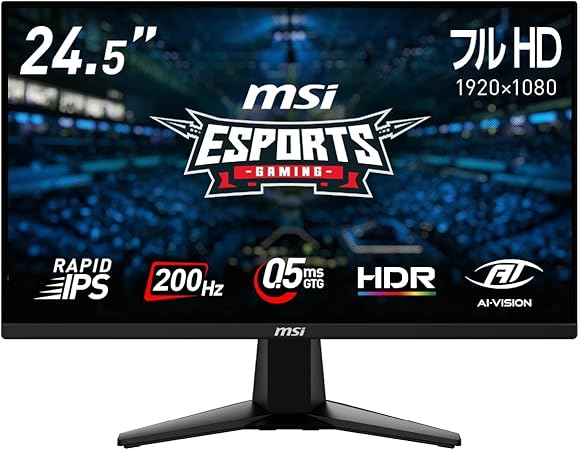 24.5”
フルHD
1920×1080
msi
ESPORTS
-GAMING-
RAPID
IPS
200Hz
0.5ms
GTG
HDR
AI
AI-VISION
msi